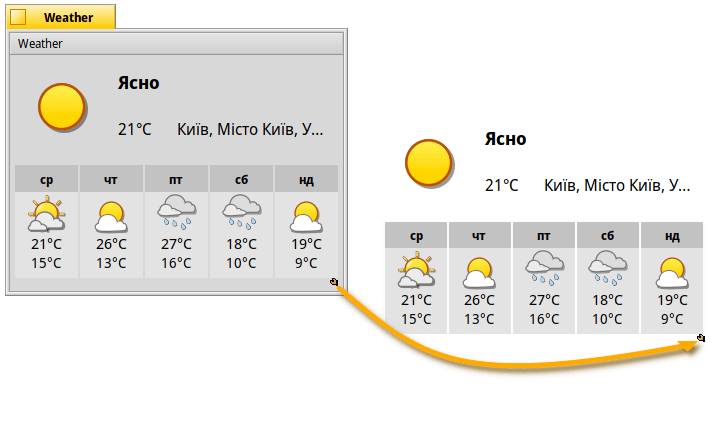 Weather
Weather
Ясно
21°C Київ, Місто Київ, У...
ср чт пт сб нд
21°C 26°C 27°C 18°C 19°C
15°C 13°C 16°C 10°C 9°C
Ясно
21°C Київ, Місто Київ, У...
ср чт пт сб нд
21°C 26°C 27°C 18°C 19°C
15°C 13°C 16°C 10°C 9°C